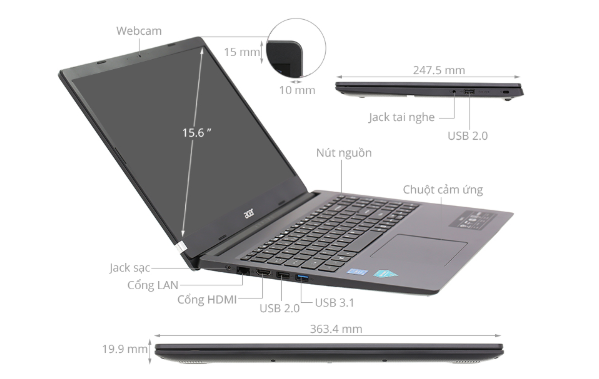 Webcam
15 mm
10 mm
247.5 mm
Jack tai nghe
USB 2.0
15.6 “
Nút nguồn
Chuột cảm ứng
acer
Jack sạc
Cổng LAN
Cổng HDMI
USB 2.0
USB 3.1
363.4 mm
19.9 mm